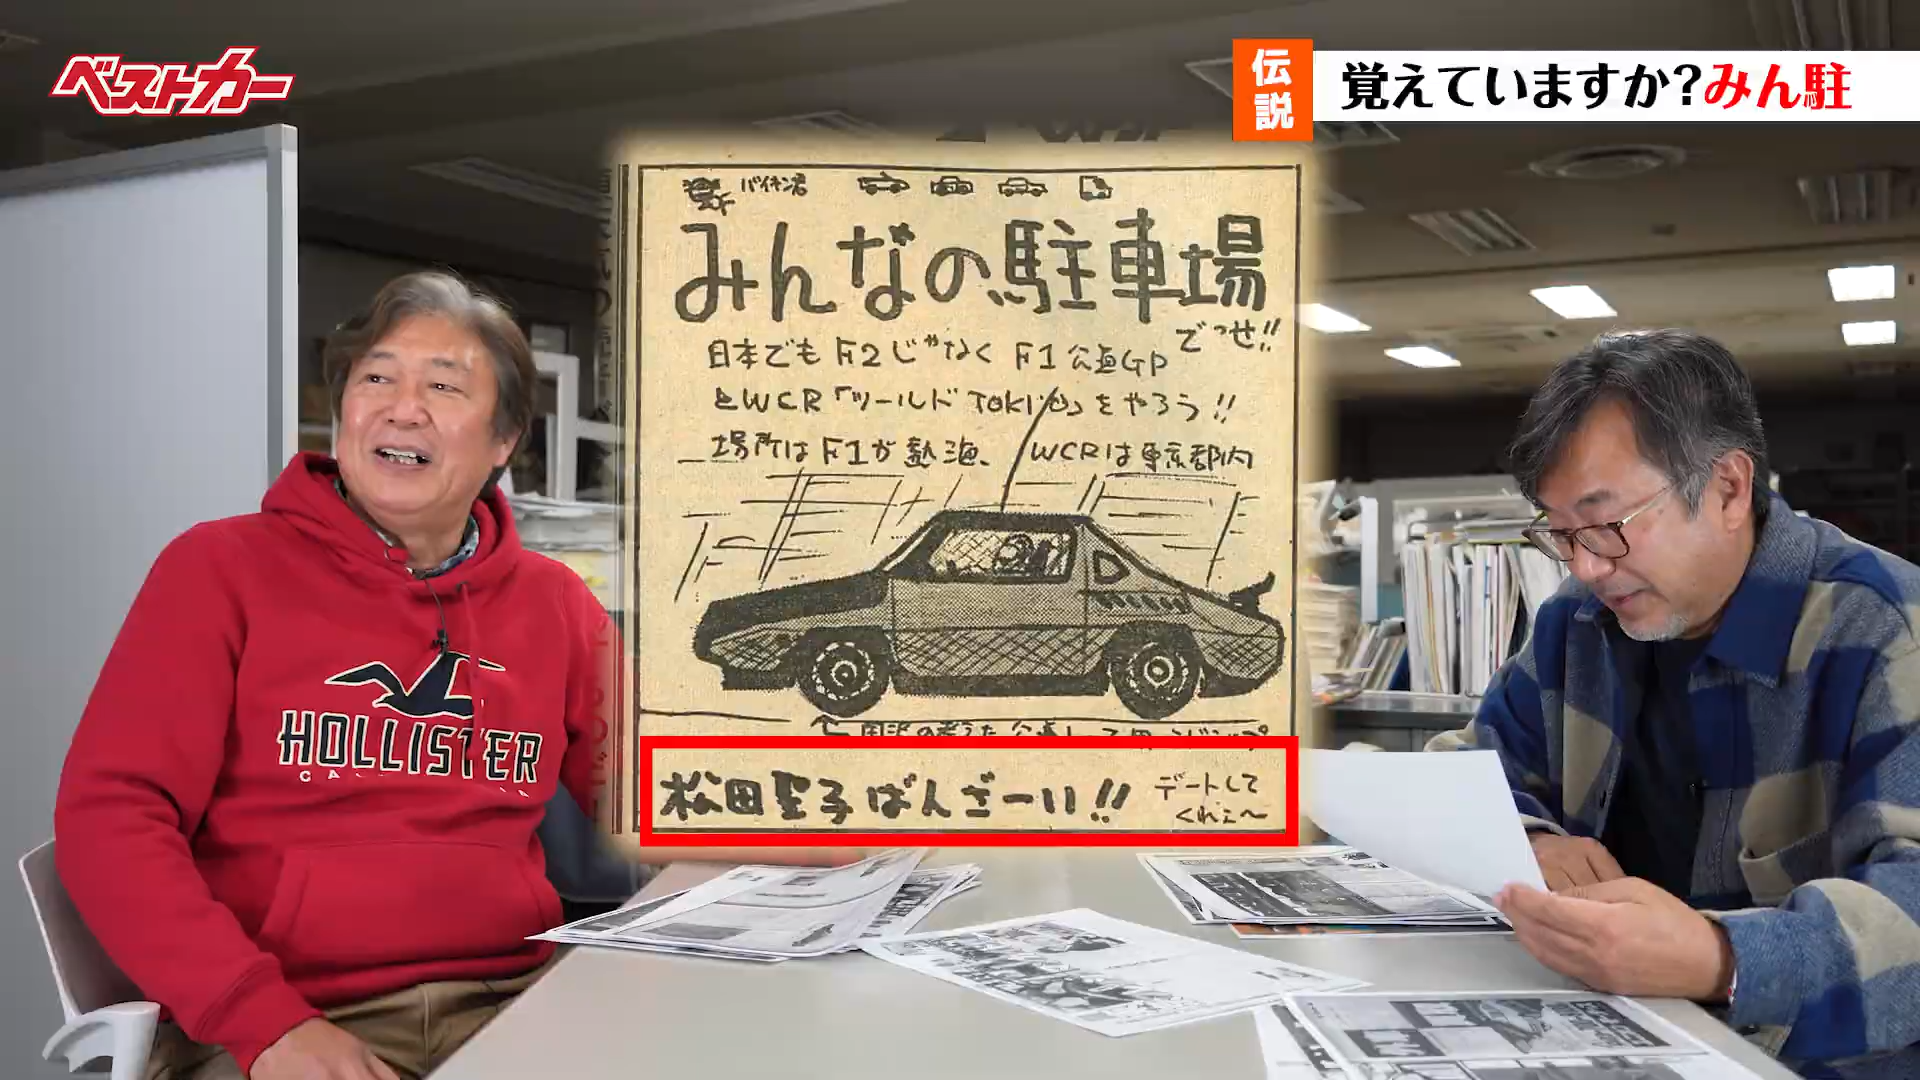 ベストカー
伝説
覚えていますか?みん駐
バイキン君
みんなの駐車場
でっせ!!
日本でもF2じゃなくF1公道GP
とWCR「ツールドTOKIO」をやろう!!
場所はF1が熱海、WCRは東京都内
松田聖子ばんざーい!!
デートして
くれぇ〜
HOLLISTER